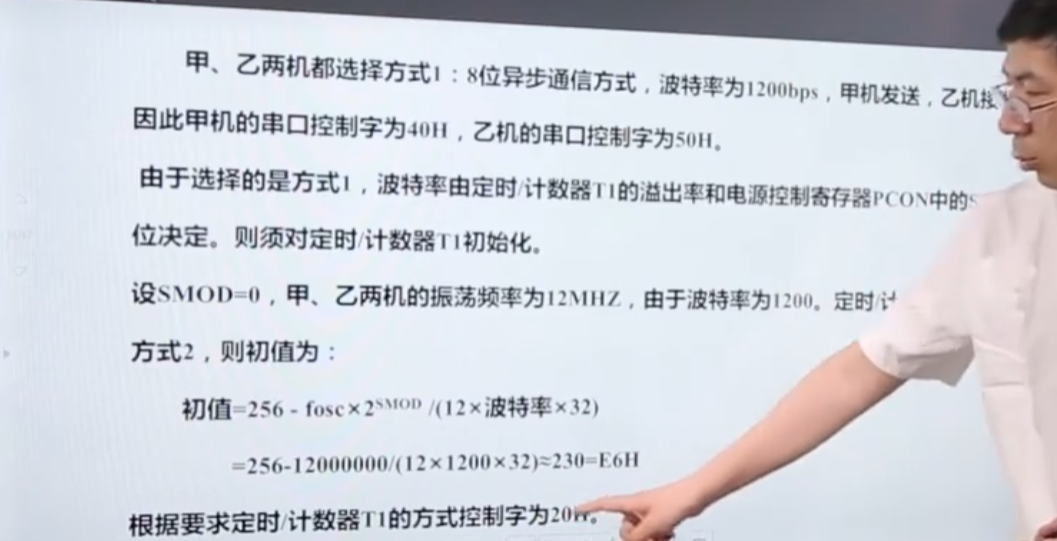 甲、乙两机都选择方式1：8位异步通信方式，波特率为1200bps，甲机发送，乙机接
因此甲机的串口控制字为40H，乙机的串口控制字为50H。
由于选择的是方式1，波特率由定时/计数器T1的溢出率和电源控制寄存器PCON中的S
位决定。则须对定时/计数器T1初始化。
设SMOD=0，甲、乙两机的振荡频率为12MHZ，由于波特率为1200。定时/计
方式2，则初值为：
初值=256 - fosc×2^SMOD /(12×波特率×32)
=256-12000000/(12×1200×32)≈230=E6H
根据要求定时/计数器T1的方式控制字为20H。